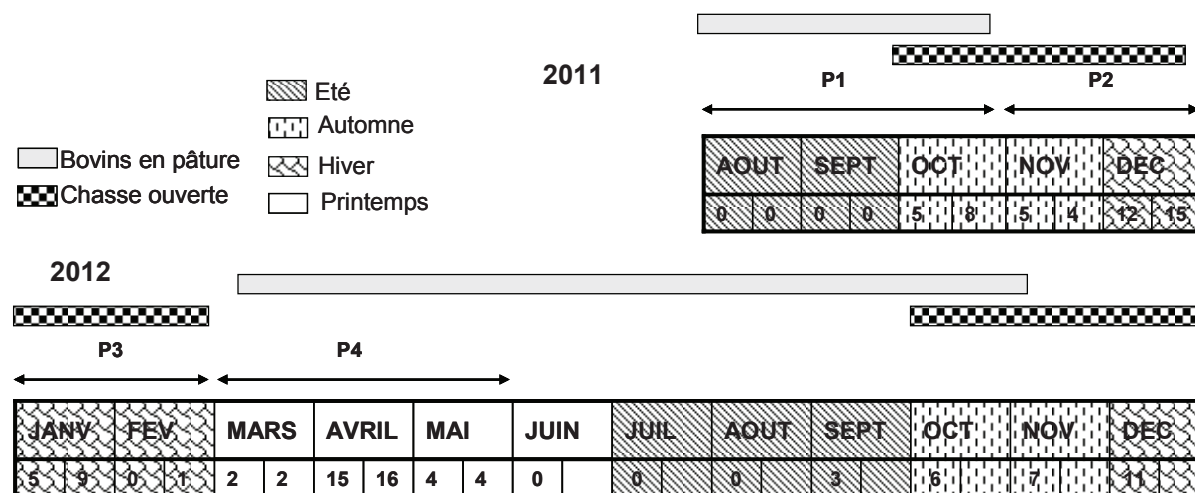 2011
Eté
Automne
Bovins en pâture
Hiver
Chasse ouverte
Printemps
P1 P2
AOUT SEPT OCT NOV DEC
0 0 0 0 5 8 5 4 12 15
2012
P3 P4
JANV FEV MARS AVRIL MAI JUIN JUIL AOUT SEPT OCT NOV DEC
5 9 0 1 2 2 15 16 4 4 0 0 0 3 6 7 11